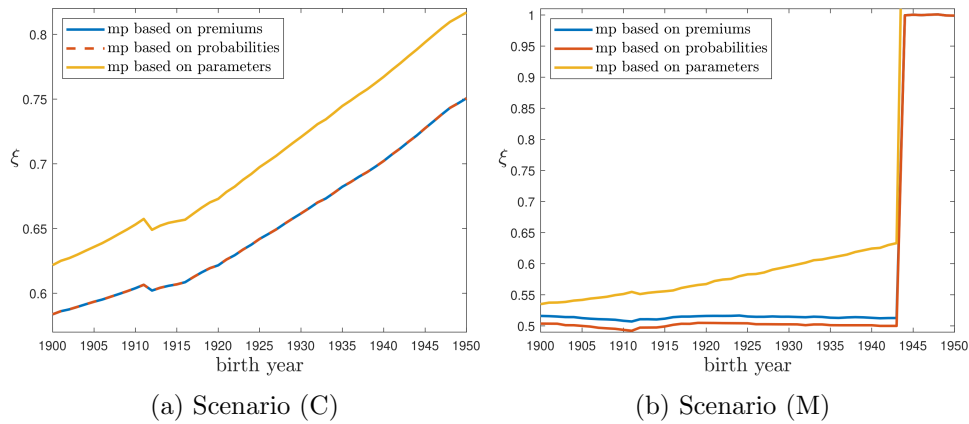 mp based on premiums
mp based on probabilities
mp based on parameters
ξ
0.8
0.75
0.7
0.65
0.6
1900 1905 1910 1915 1920 1925 1930 1935 1940 1945 1950
birth year
(a) Scenario (C)
mp based on premiums
mp based on probabilities
mp based on parameters
ξ
1
0.95
0.9
0.85
0.8
0.75
0.7
0.65
0.6
0.55
0.5
1900 1905 1910 1915 1920 1925 1930 1935 1940 1945 1950
birth year
(b) Scenario (M)